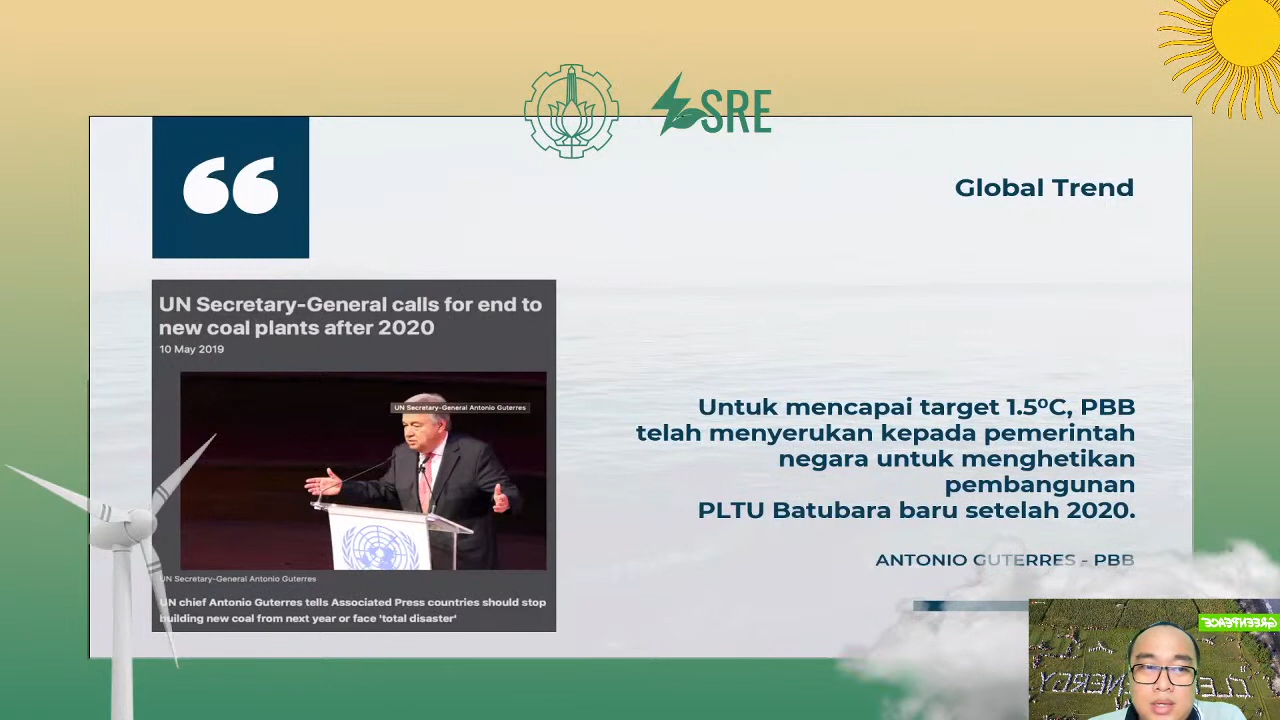 SRE
Global Trend
UN Secretary-General calls for end to
new coal plants after 2020
10 May 2019
UN Secretary-General Antonio Guterres
UN Secretary-General Antonio Guterres
UN chief Antonio Guterres tells Associated Press countries should stop
building new coal from next year or face 'total disaster'
Untuk mencapai target 1.5⁰C, PBB
telah menyerukan kepada pemerintah
negara untuk menghetikan
pembangunan
PLTU Batubara baru setelah 2020.
ANTONIO GUTERRES - PBB
GREENPEACE